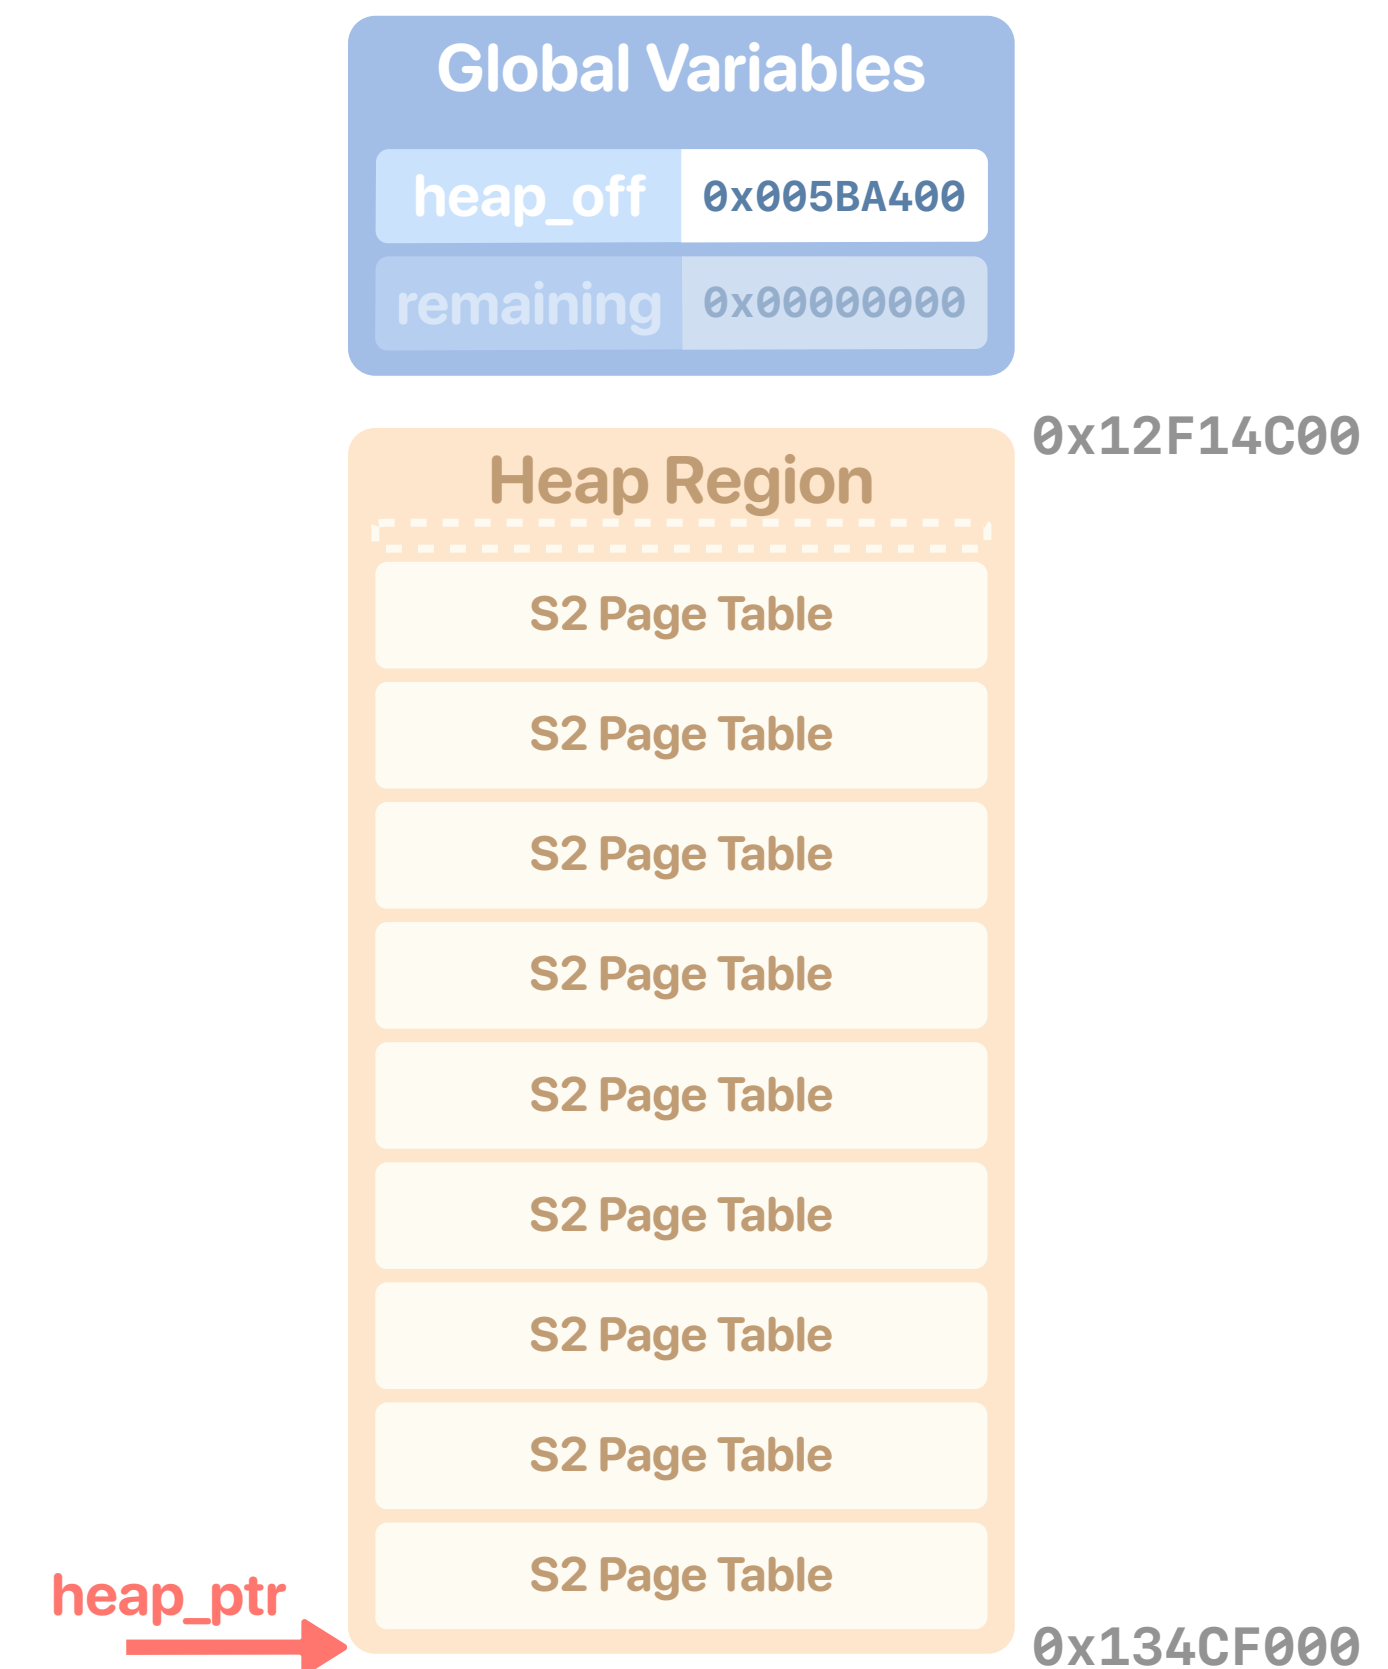 Global Variables
heap_off 0x005BA400
remaining 0x00000000
0x12F14C00
Heap Region
S2 Page Table
S2 Page Table
S2 Page Table
S2 Page Table
S2 Page Table
S2 Page Table
S2 Page Table
S2 Page Table
S2 Page Table
heap_ptr
0x134CF000